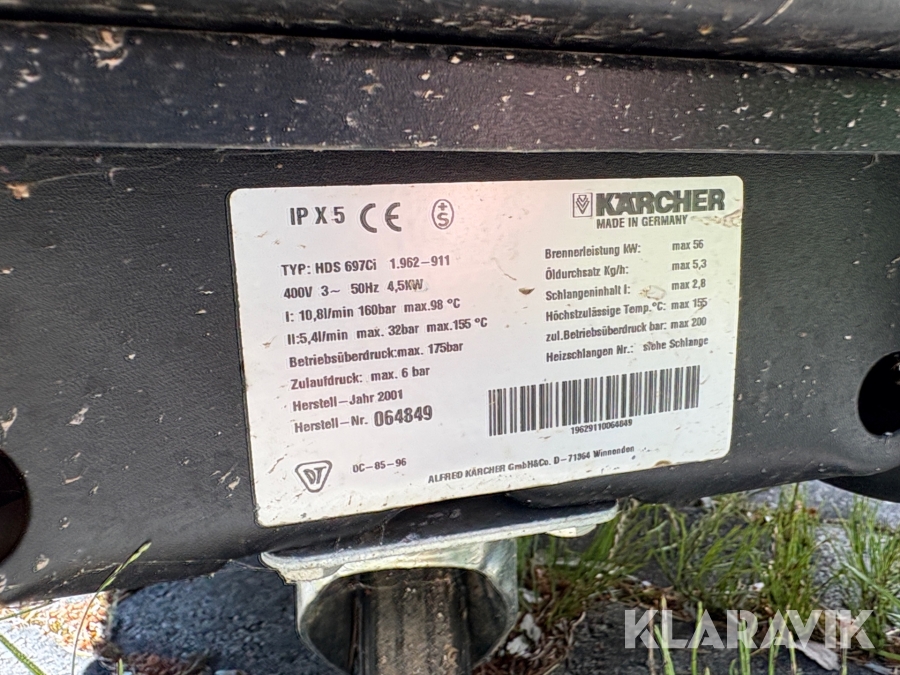 IP X 5 CE S
KÄRCHER
MADE IN GERMANY
TYP: HDS 697Ci 1.962-911
400V 3~ 50Hz 4,5KW
I: 10,8l/min 160bar max.98 °C
II:5,4l/min max. 32bar max.155 °C
Betriebsüberdruck:max. 175bar
Zulaufdruck: max. 6 bar
Herstell-Jahr 2001
Herstell-Nr. 064849
Brennerleistung kW: max 56
Öldurchsatz Kg/h: max 5,3
Schlangeninhalt l: max 2,8
Höchstzulässige Temp.°C: max 155
zul.Betriebsüberdruck bar: max 200
Heizschlangen Nr.: siehe Schlange
19629110064849
DT DC-85-96
ALFRED KÄRCHER GmbH&Co. D-71364 Winnenden
KLARAVIK